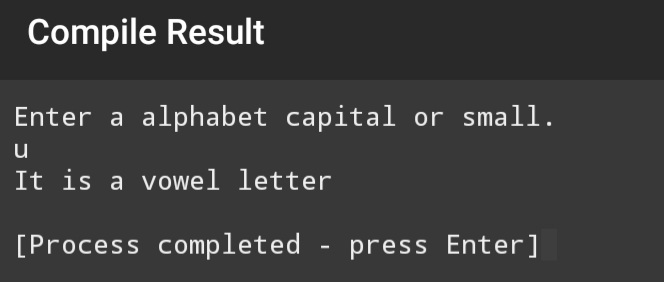 Compile Result
Enter a alphabet capital or small.
u
It is a vowel letter
[Process completed - press Enter]